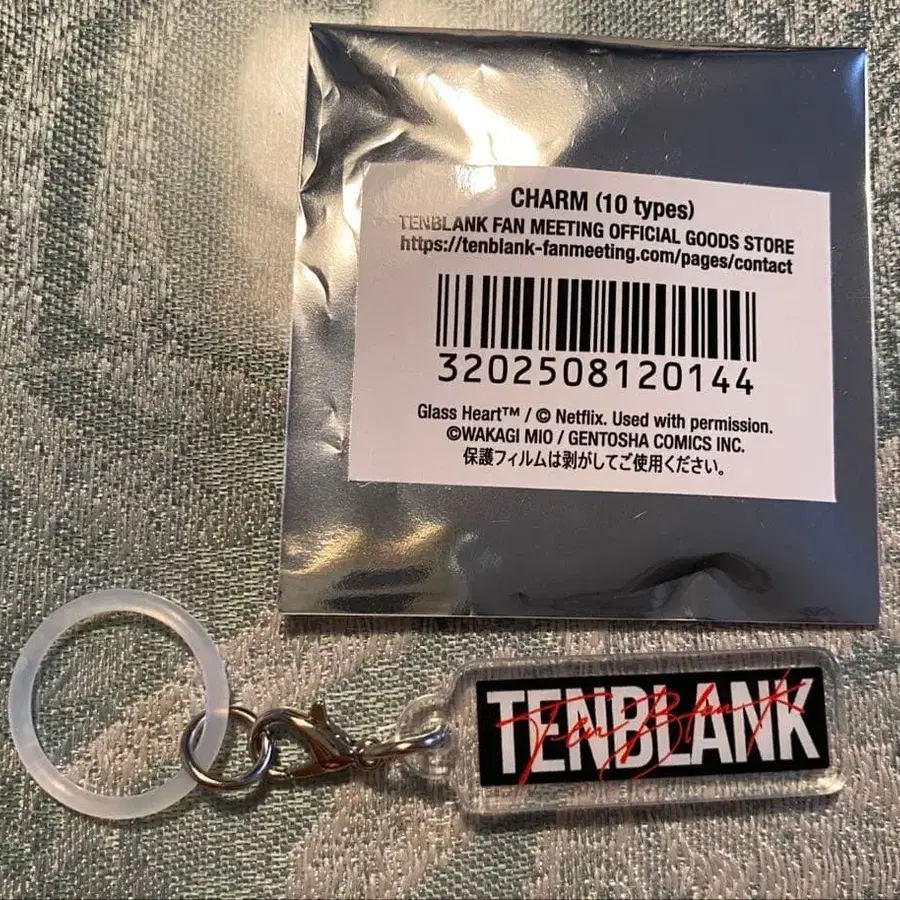 CHARM (10 types)
TENBLANK FAN MEETING OFFICIAL GOODS STORE
https://tenblank-fanmeeting.com/pages/contact
3202508120144
Glass Heart™ / © Netflix. Used with permission.
©WAKAGI MIO / GENTOSHA COMICS INC.
保護フィルムは剥がしてご使用ください。
TENBLANK
TenBlank